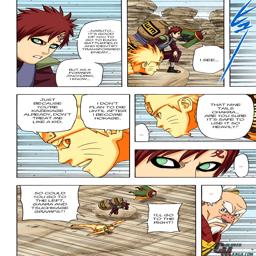 ...NARUTO...
IT'S GOOD OF
YOU TO GO TO
EACH
BATTLEFIELD
AND IDENTIFY
TRANSFORMED
ENEMIES.
BUT AS A
FORMER
JINCHURIKI,
I KNOW...
I SEE...
THAT NINE
TAILS
CHAKRA...
ARE YOU
SURE IT'S SAFE
TO USE IT
SO HEAVILY?
I DON'T
PLAN TO DIE
UNTIL AFTER
I BECOME
HOKAGE.
JUST
BECAUSE
YOU'RE
KAZEKAGE
ALREADY, DON'T
TREAT ME
LIKE A KID.
SO COULD
YOU GO TO
THE LEFT,
GAARA
AND
TSUCHIKAGE
GRAMPS?!
I'LL GO
TO THE
RIGHT!